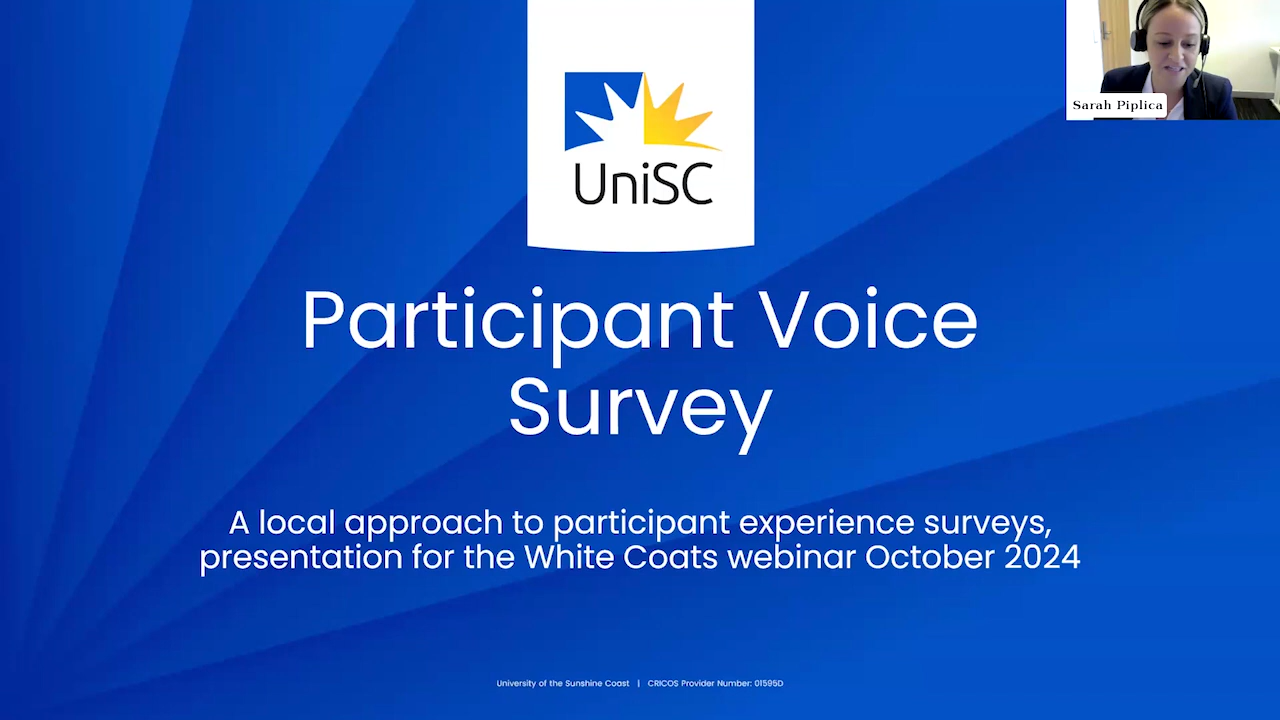 Sarah Piplica
UniSC
Participant Voice
Survey
A local approach to participant experience surveys,
presentation for the White Coats webinar October 2024
University of the Sunshine Coast | CRICOS Provider Number: 01595D